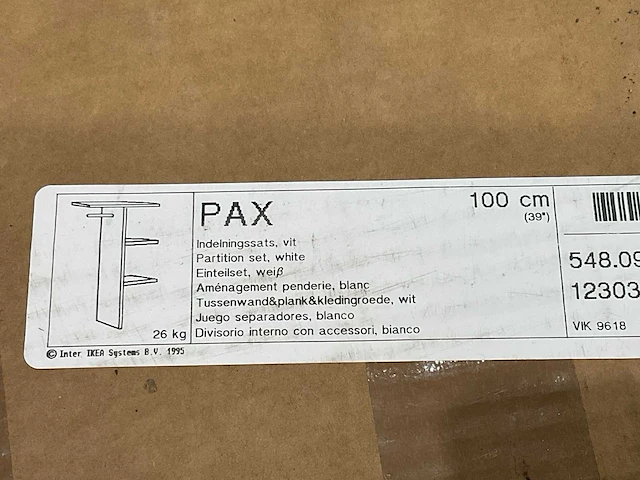 PAX
100 cm
(39")
Indelningssats, vit
Partition set, white
Einteilset, weiß
Aménagement penderie, blanc
Tussenwand&plank&kledingroede, wit
Juego separadores, blanco
Divisorio interno con accessori, bianco
26 kg
548.09
12303
VIK 9618
© Inter IKEA Systems B.V. 1995